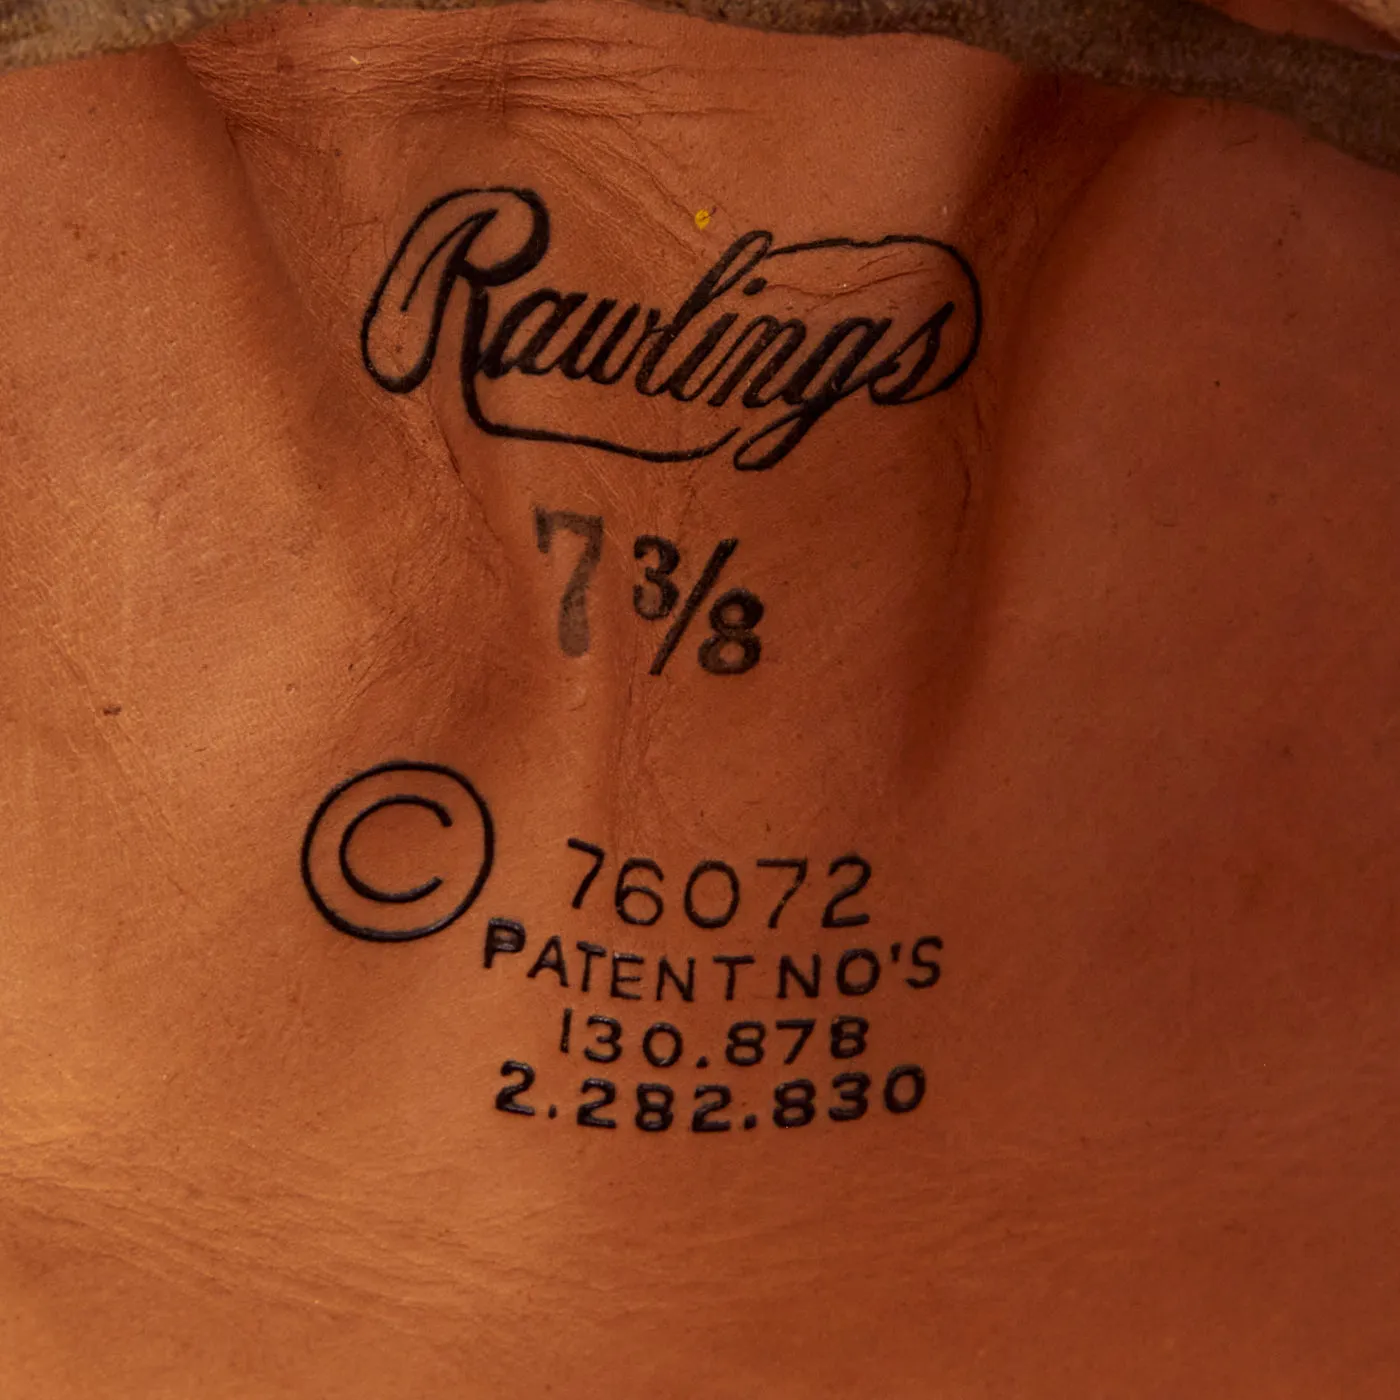 Rawlings
7 3/8
© 76072
PATENT NO'S
130.878
2.282.830